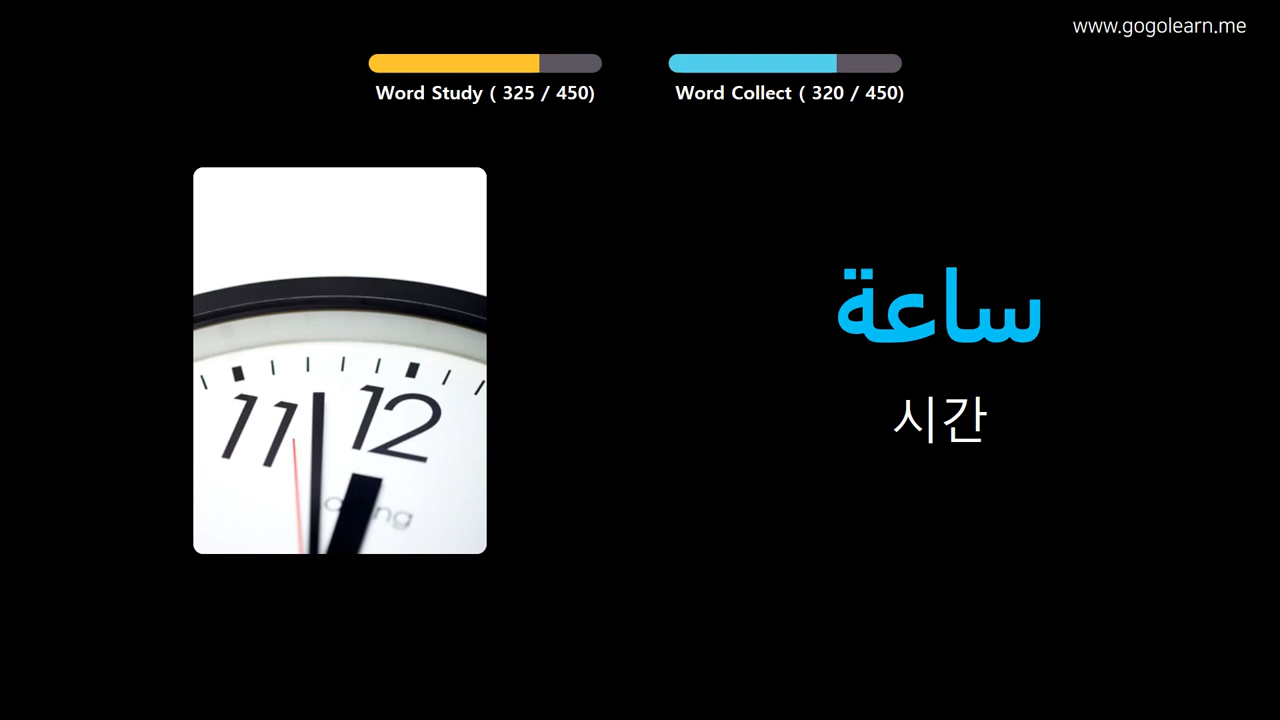 www.gogolearn.me
Word Study ( 325 / 450)
Word Collect ( 320 / 450)
11
12
ساعة
시간